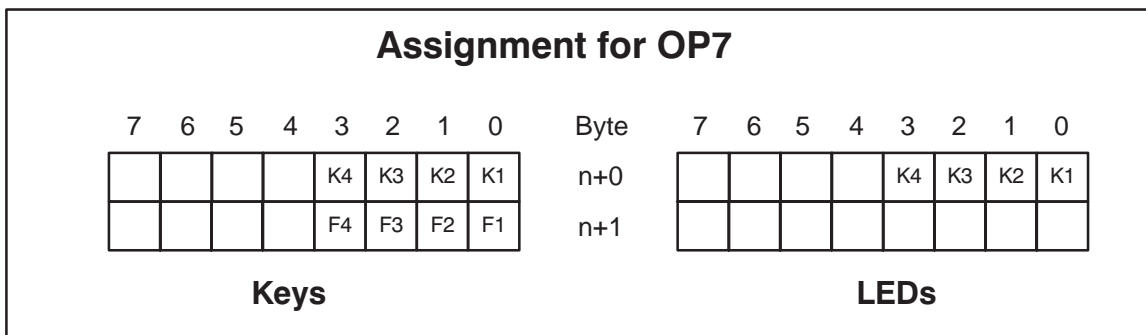 Assignment for OP7
7 6 5 4 3 2 1 0 Byte 7 6 5 4 3 2 1 0
K4 K3 K2 K1 n+0 K4 K3 K2 K1
F4 F3 F2 F1 n+1
Keys LEDs